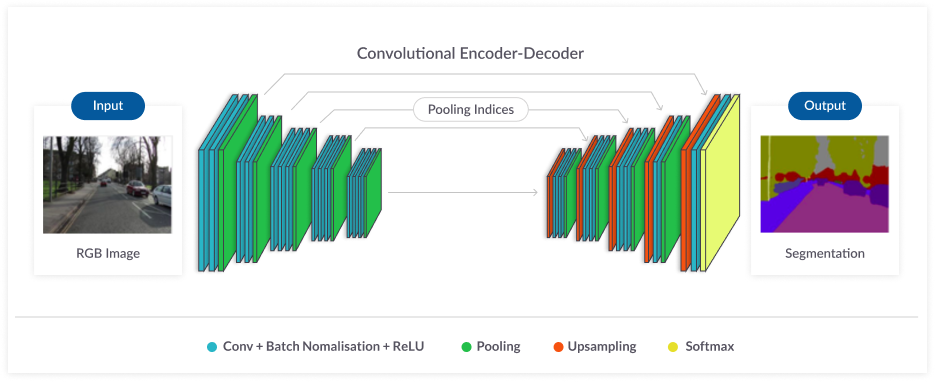 Convolutional Encoder-Decoder
Input
Pooling Indices
Output
RGB Image
Segmentation
Conv + Batch Nomalisation + ReLU
Pooling
Upsampling
Softmax